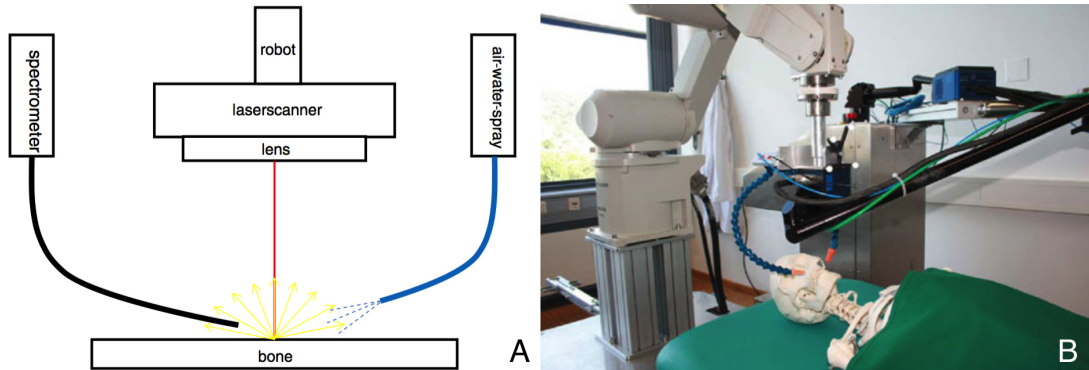 robot
spectrometer
air-water-spray
laserscanner
lens
bone
A
B